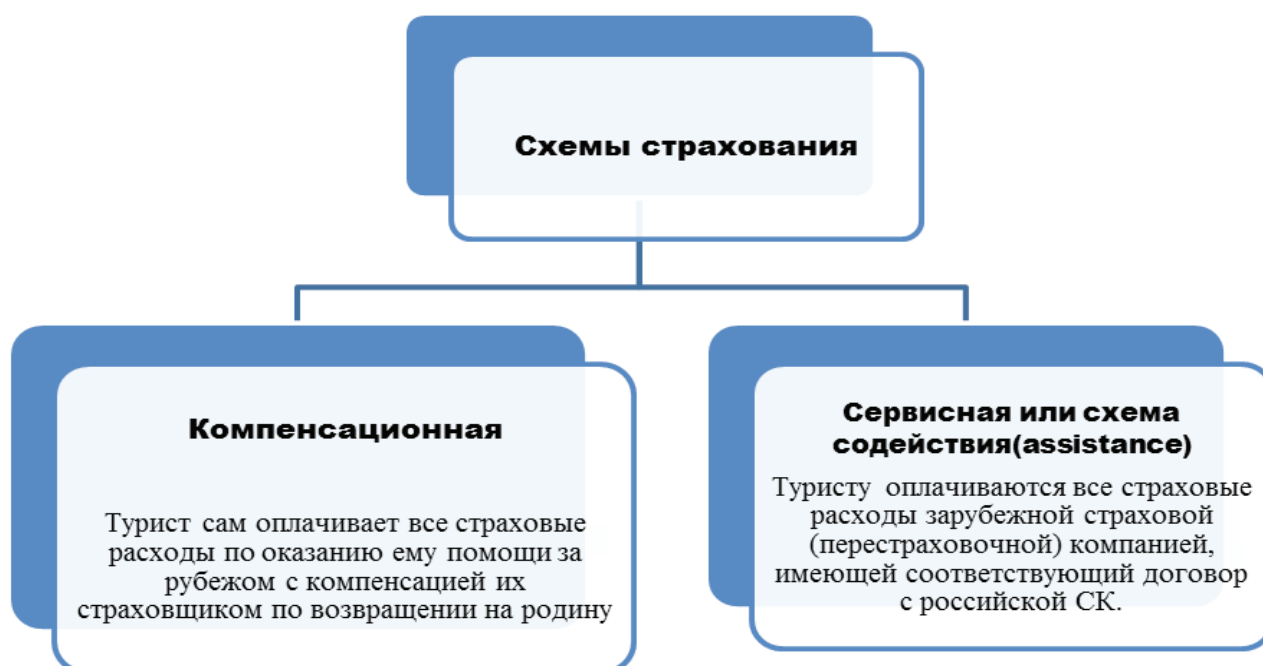 Схемы страхования
Компенсационная
Турист сам оплачивает все страховые
расходы по оказанию ему помощи за
рубежом с компенсацией их
страховщиком по возвращении на родину
Сервисная или схема
содействия(assistance)
Туристу оплачиваются все страховые
расходы зарубежной страховой
(перестраховочной) компанией,
имеющей соответствующий договор
с российской СК.